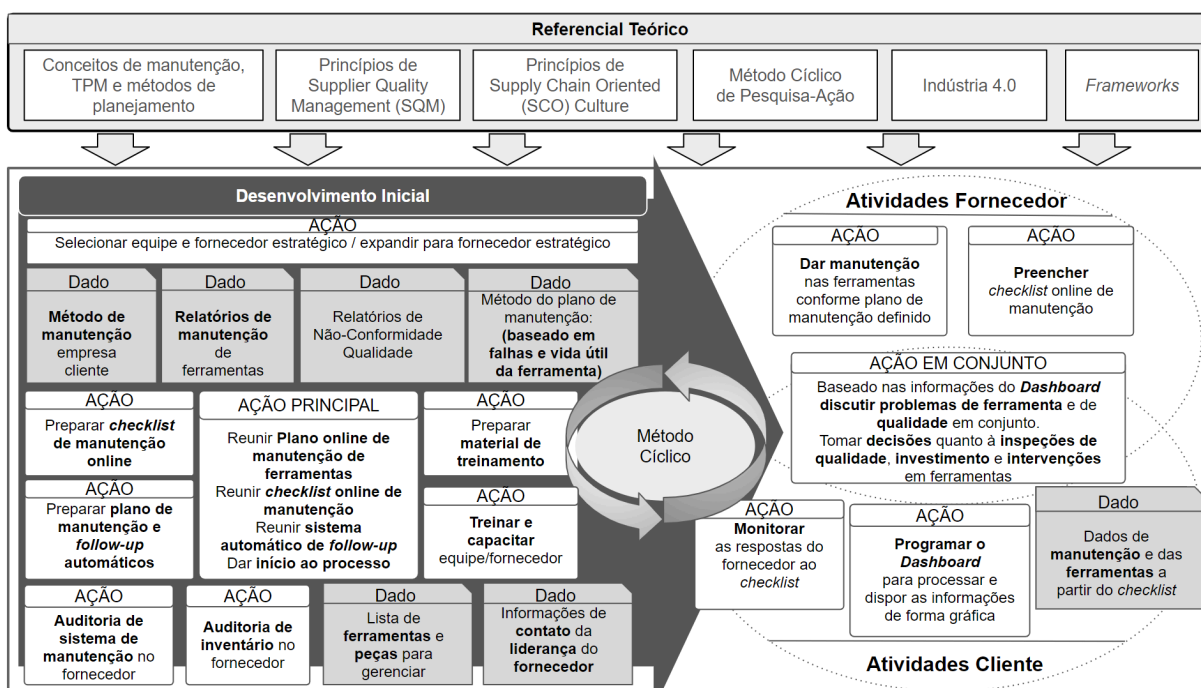 Referencial Teórico
Conceitos de manutenção,
TPM e métodos de
planejamento
Princípios de
Supplier Quality
Management (SQM)
Princípios de
Supply Chain Oriented
(SCO) Culture
Método Cíclico
de Pesquisa-Ação
Indústria 4.0
Frameworks
Desenvolvimento Inicial
AÇÃO
Selecionar equipe e fornecedor estratégico / expandir para fornecedor estratégico
Dado
Método de
manutenção
empresa
cliente
Dado
Relatórios de
manutenção
de
ferramentas
Dado
Relatórios de
Não-Conformidade
Qualidade
Dado
Método do plano de
manutenção:
(baseado em
falhas e vida útil
da ferramenta)
AÇÃO
Preparar checklist
de manutenção
online
AÇÃO
Preparar plano de
manutenção e
follow-up
automáticos
AÇÃO PRINCIPAL
Reunir Plano online de
manutenção de
ferramentas
Reunir checklist online de
manutenção
Reunir sistema
automático de follow-up
Dar início ao processo
AÇÃO
Preparar
material de
treinamento
AÇÃO
Treinar e
capacitar
equipe/fornecedor
AÇÃO
Auditoria de
sistema de
manutenção no
fornecedor
AÇÃO
Auditoria de
inventário no
fornecedor
Dado
Lista de
ferramentas e
peças para
gerenciar
Dado
Informações de
contato da
liderança do
fornecedor
Método
Cíclico
Atividades Fornecedor
AÇÃO
Dar manutenção
nas ferramentas
conforme plano de
manutenção definido
AÇÃO
Preencher
checklist online de
manutenção
AÇÃO EM CONJUNTO
Baseado nas informações do Dashboard
discutir problemas de ferramenta e de
qualidade em conjunto.
Tomar decisões quanto à inspeções de
qualidade, investimento e intervenções
em ferramentas
AÇÃO
Monitorar
as respostas do
fornecedor ao
checklist
AÇÃO
Programar o
Dashboard
para processar e
dispor as informações
de forma gráfica
Dado
Dados de
manutenção e das
ferramentas a
partir do checklist
Atividades Cliente